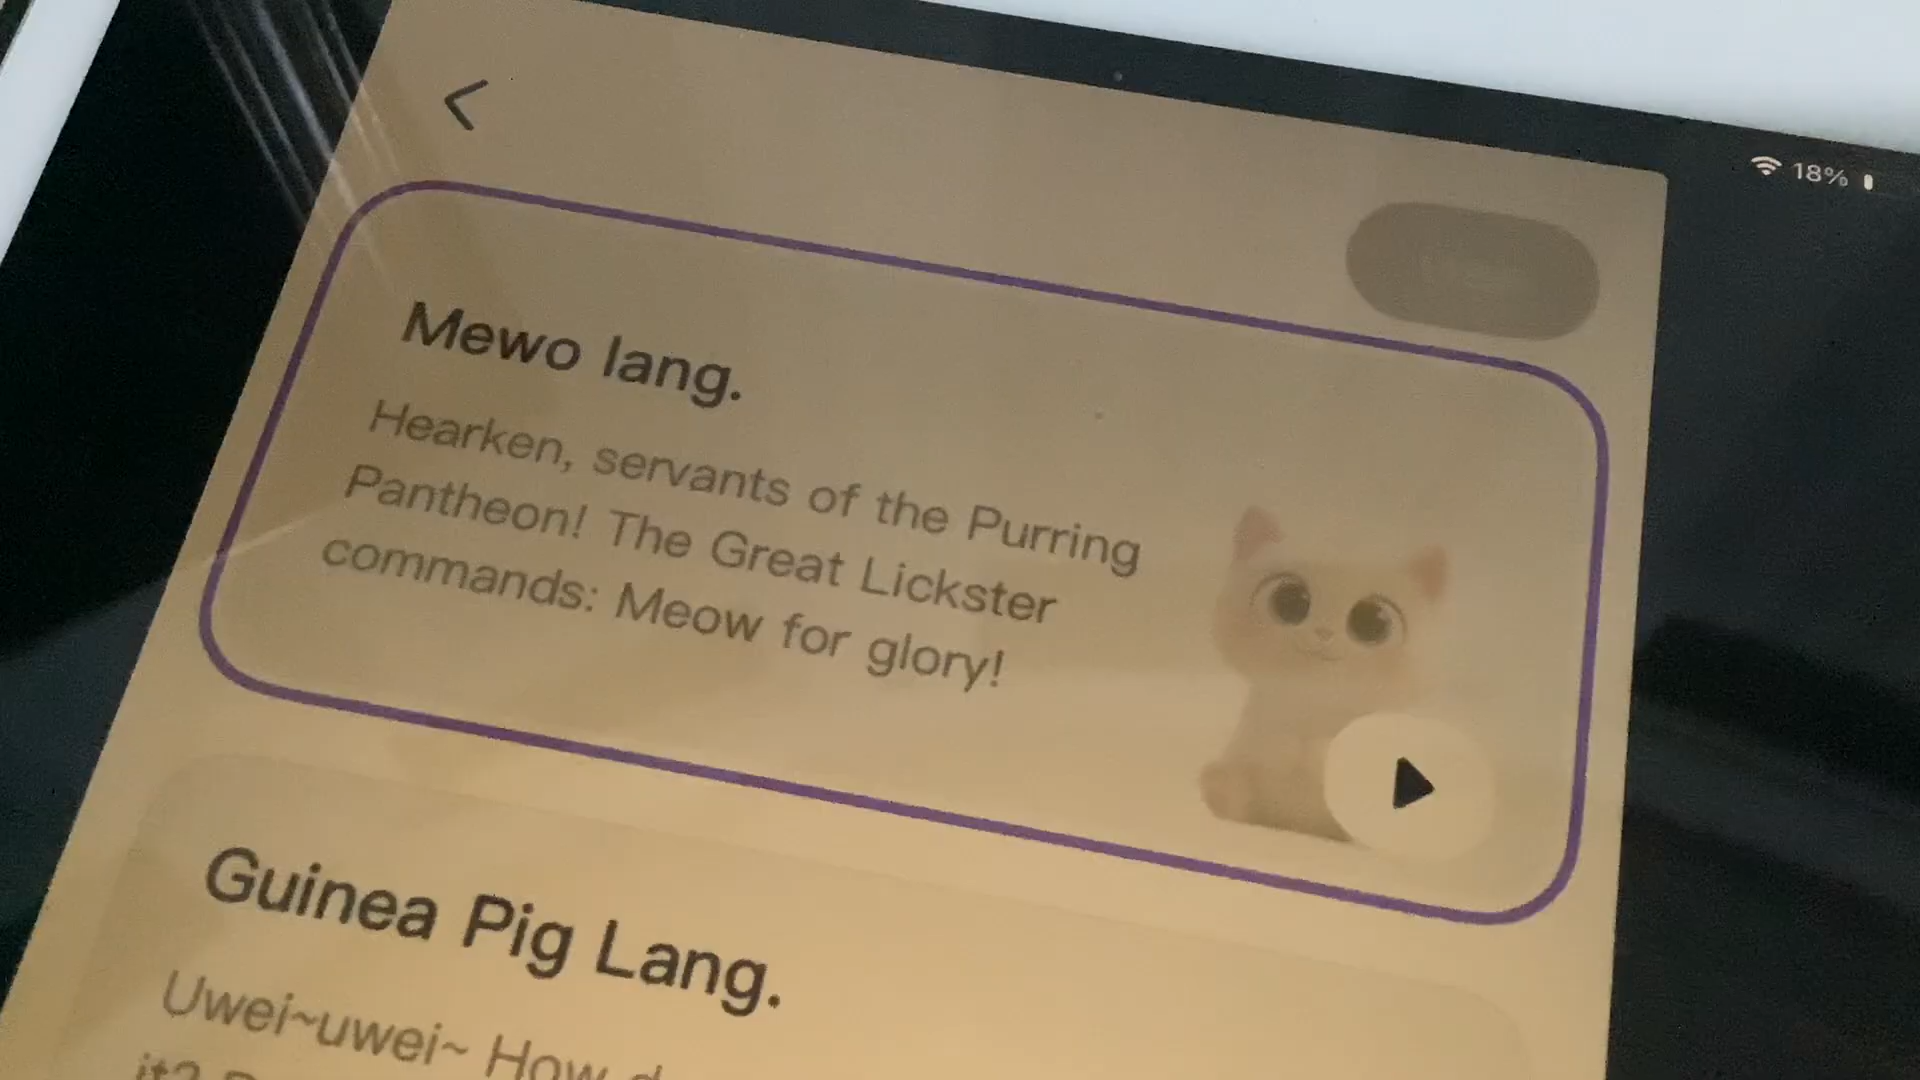 18%
Mewo lang.
Hearken, servants of the Purring
Pantheon! The Great Lickster
commands: Meow for glory!
Guinea Pig Lang.
Uwei~uwei~ How
it?